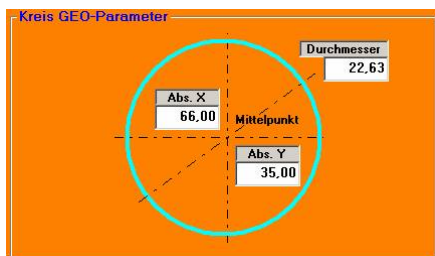 Kreis GEO-Parameter
Durchmesser
22,63
Abs. X
66,00
Mittelpunkt
Abs. Y
35,00